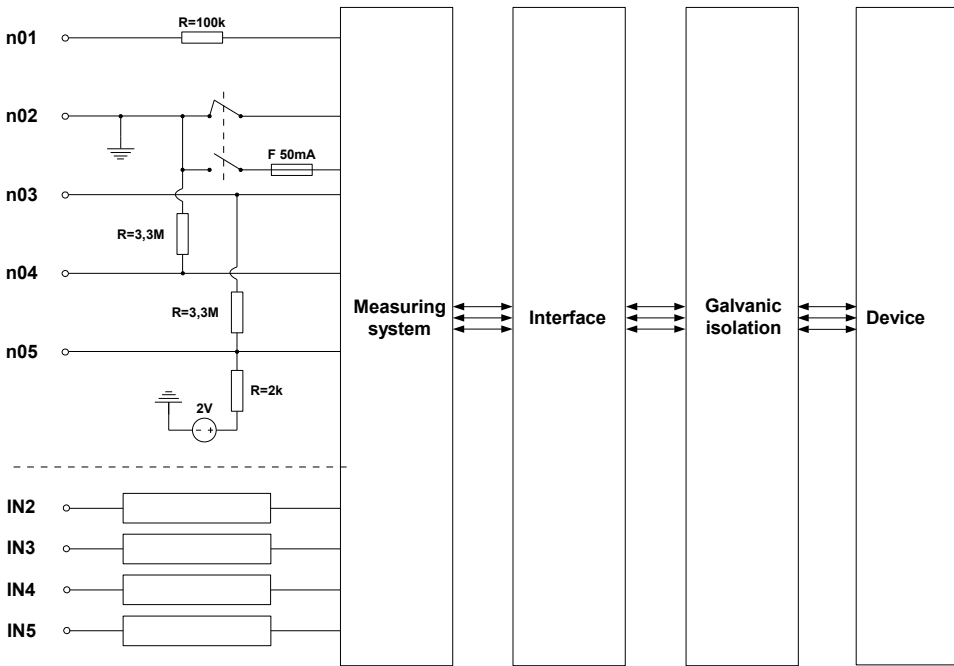 R=100k
n01
n02
F 50mA
n03
R=3,3M
n04
R=3,3M
Measuring
system
Interface
Galvanic
isolation
Device
n05
R=2k
2V
- +
IN2
IN3
IN4
IN5